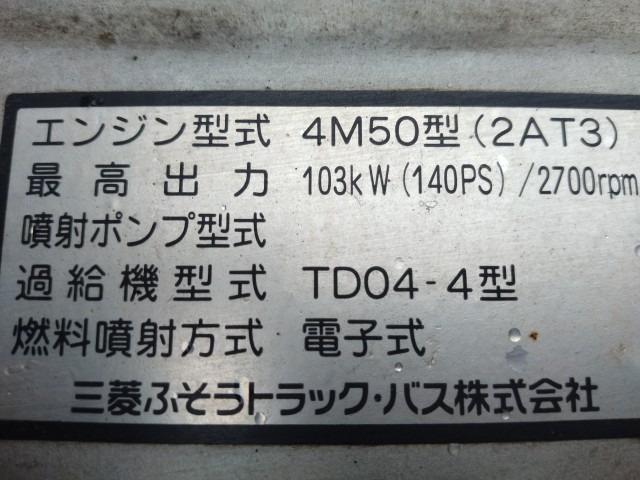 エンジン型式 4M50型(2AT3)
最高出力 103kW(140PS)/2700rpm
噴射ポンプ型式
過給機型式 TD04-4型
燃料噴射方式 電子式
三菱ふそうトラック・バス株式会社